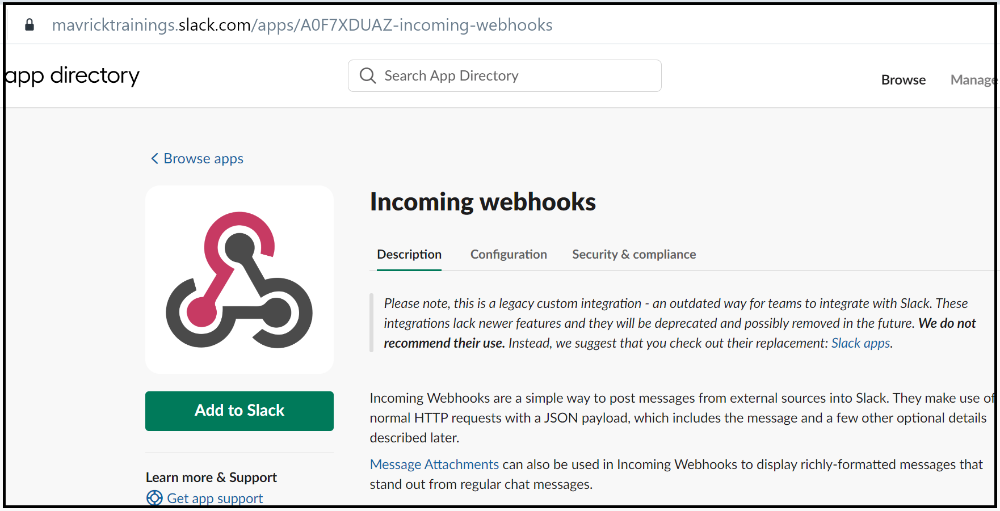 mavricktrainings.slack.com/apps/A0F7XDUAZ-incoming-webhooks
app directory
Search App Directory
Browse
Manage
Browse apps
Incoming webhooks
Description
Configuration
Security & compliance
Please note, this is a legacy custom integration - an outdated way for teams to integrate with Slack. These
integrations lack newer features and they will be deprecated and possibly removed in the future. We do not
recommend their use. Instead, we suggest that you check out their replacement: Slack apps.
Add to Slack
Incoming Webhooks are a simple way to post messages from external sources into Slack. They make use of
normal HTTP requests with a JSON payload, which includes the message and a few other optional details
described later.
Message Attachments can also be used in Incoming Webhooks to display richly-formatted messages that
stand out from regular chat messages.
Learn more & Support
Get app support